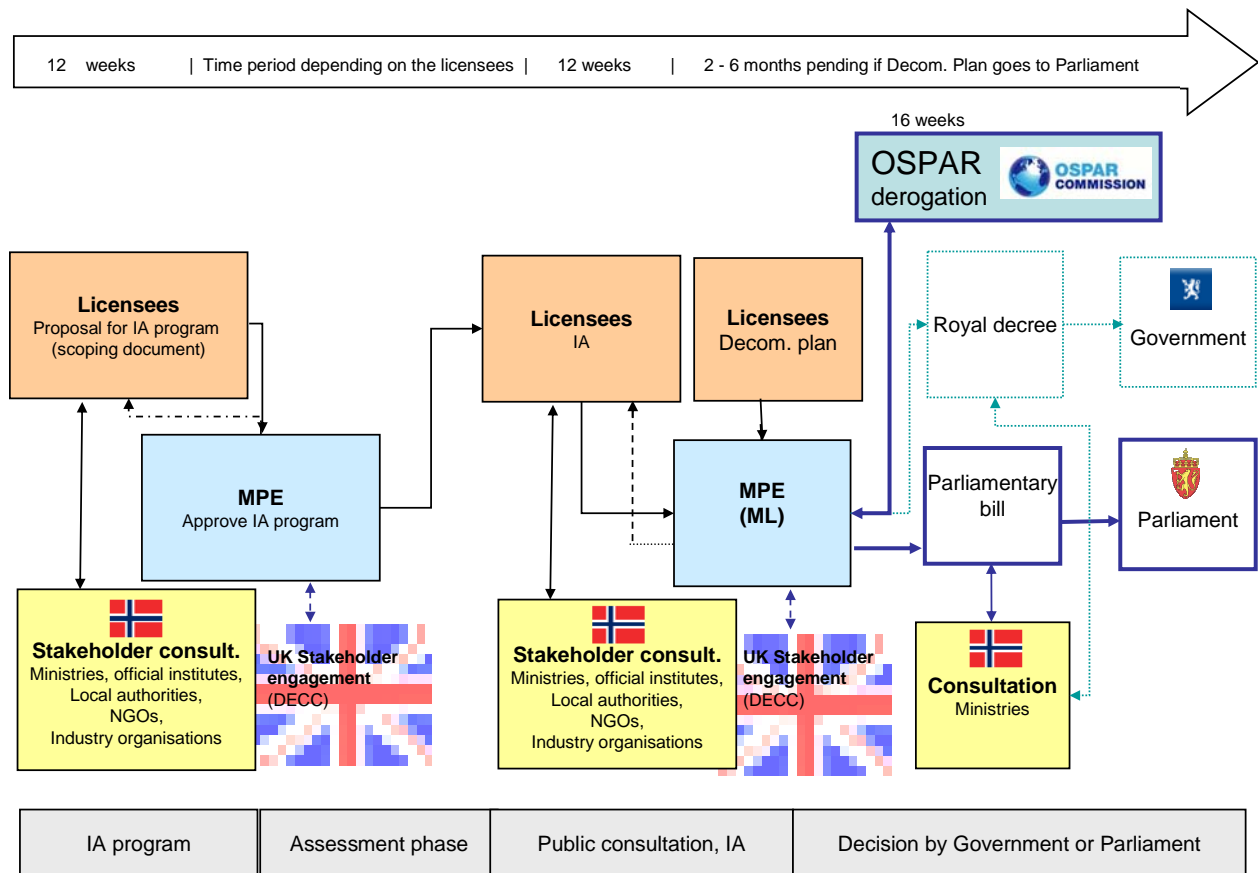 12 weeks | Time period depending on the licensees | 12 weeks | 2 - 6 months pending if Decom. Plan goes to Parliament
16 weeks
OSPAR
derogation
OSPAR
COMMISSION
Licensees
Proposal for IA program
(scoping document)
Licensees
IA
Licensees
Decom. plan
Royal decree
Government
MPE
Approve IA program
MPE
(ML)
Parliamentary
bill
Parliament
Stakeholder consult.
Ministries, official institutes,
Local authorities,
NGOs,
Industry organisations
UK Stakeholder
engagement
(DECC)
Stakeholder consult.
Ministries, official institutes,
Local authorities,
NGOs,
Industry organisations
UK Stakeholder
engagement
(DECC)
Consultation
Ministries
IA program
Assessment phase
Public consultation, IA
Decision by Government or Parliament